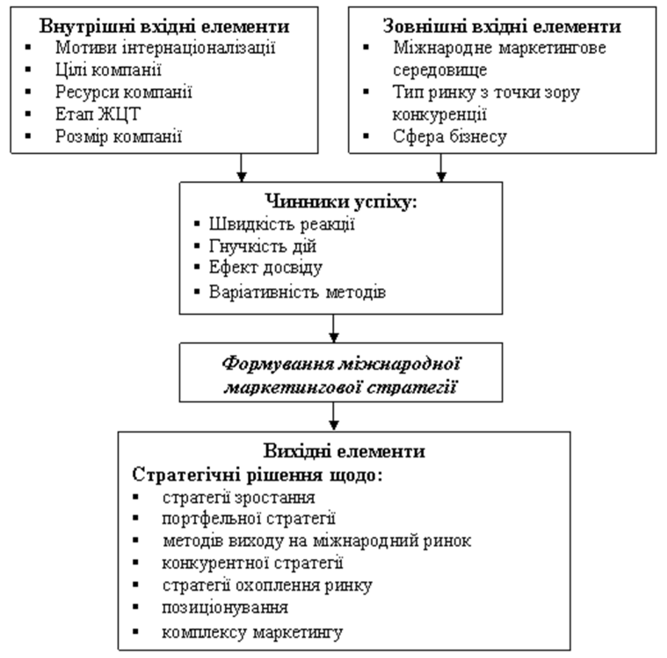 Внутрішні вхідні елементи
▪ Мотиви інтернаціоналізації
▪ Цілі компанії
▪ Ресурси компанії
▪ Етап ЖЦТ
▪ Розмір компанії
Зовнішні вхідні елементи
▪ Міжнародне маркетингове
середовище
▪ Тип ринку з точки зору
конкуренції
▪ Сфера бізнесу
Чинники успіху:
▪ Швидкість реакції
▪ Гнучкість дій
▪ Ефект досвіду
▪ Варіативність методів
Формування міжнародної
маркетингової стратегії
Вихідні елементи
Стратегічні рішення щодо:
▪ стратегії зростання
▪ портфельної стратегії
▪ методів виходу на міжнародний ринок
▪ конкурентної стратегії
▪ стратегії охоплення ринку
▪ позиціонування
▪ комплексу маркетингу